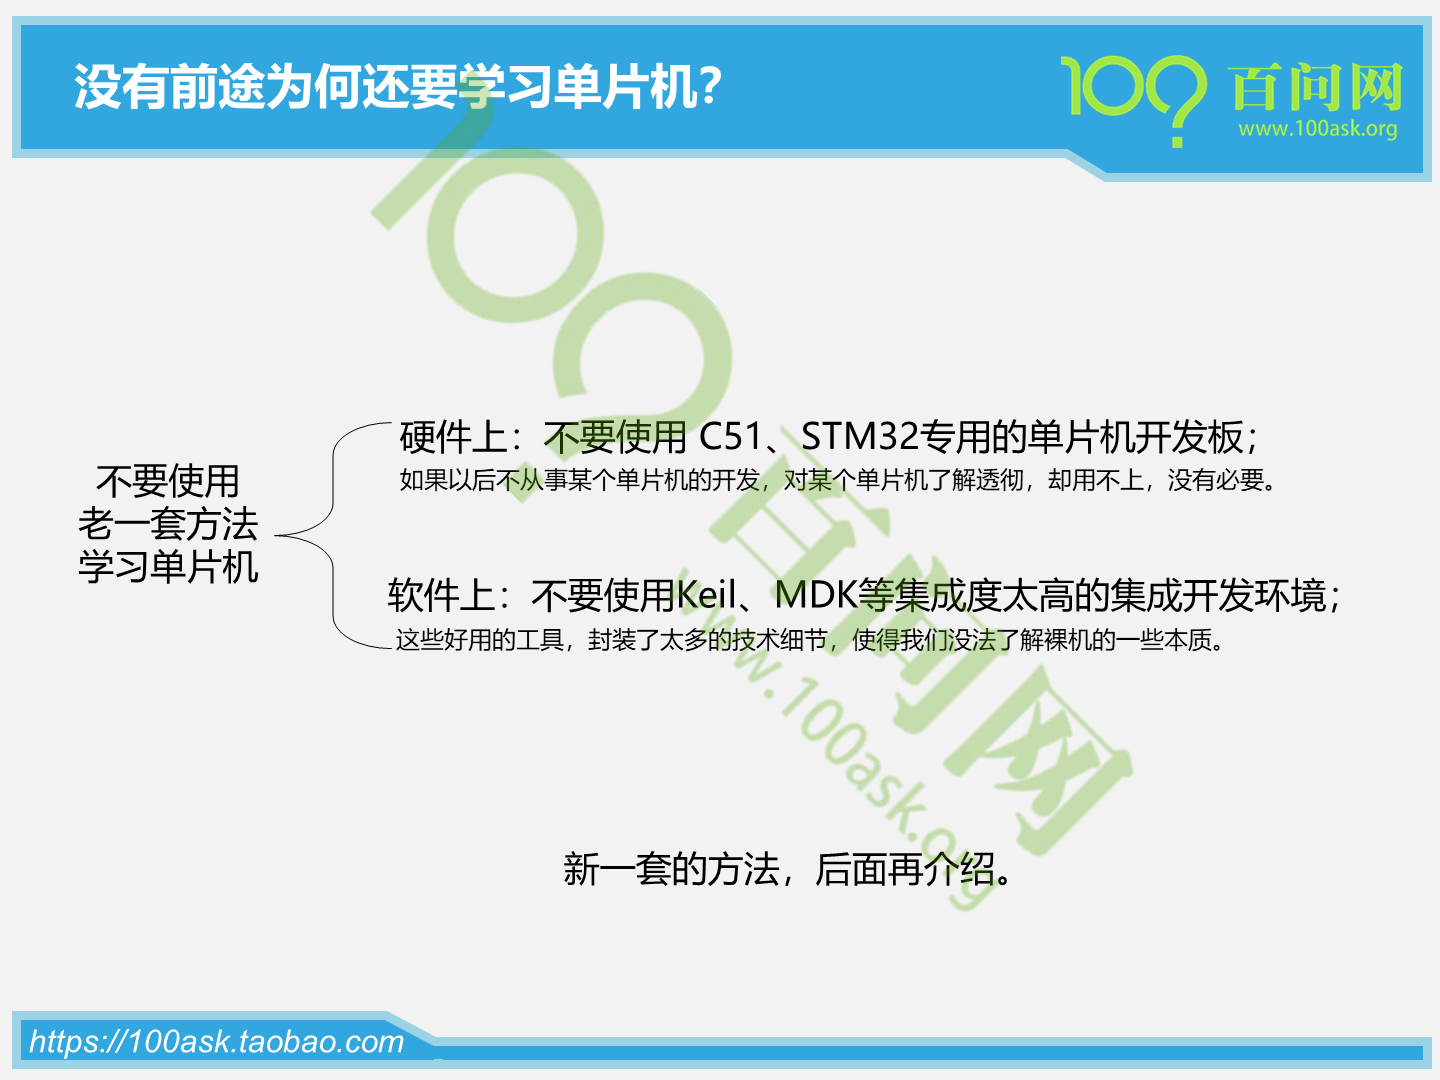 没有前途为何还要学习单片机？
100?
百问网
www.100ask.org
不要使用
老一套方法
学习单片机
硬件上：不要使用 C51、STM32专用的单片机开发板；
如果以后不从事某个单片机的开发，对某个单片机了解透彻，却用不上，没有必要。
软件上：不要使用Keil、MDK等集成度太高的集成开发环境；
这些好用的工具，封装了太多的技术细节，使得我们没法了解裸机的一些本质。
新一套的方法，后面再介绍。
100?
百问网
www.100ask.org
https://100ask.taobao.com